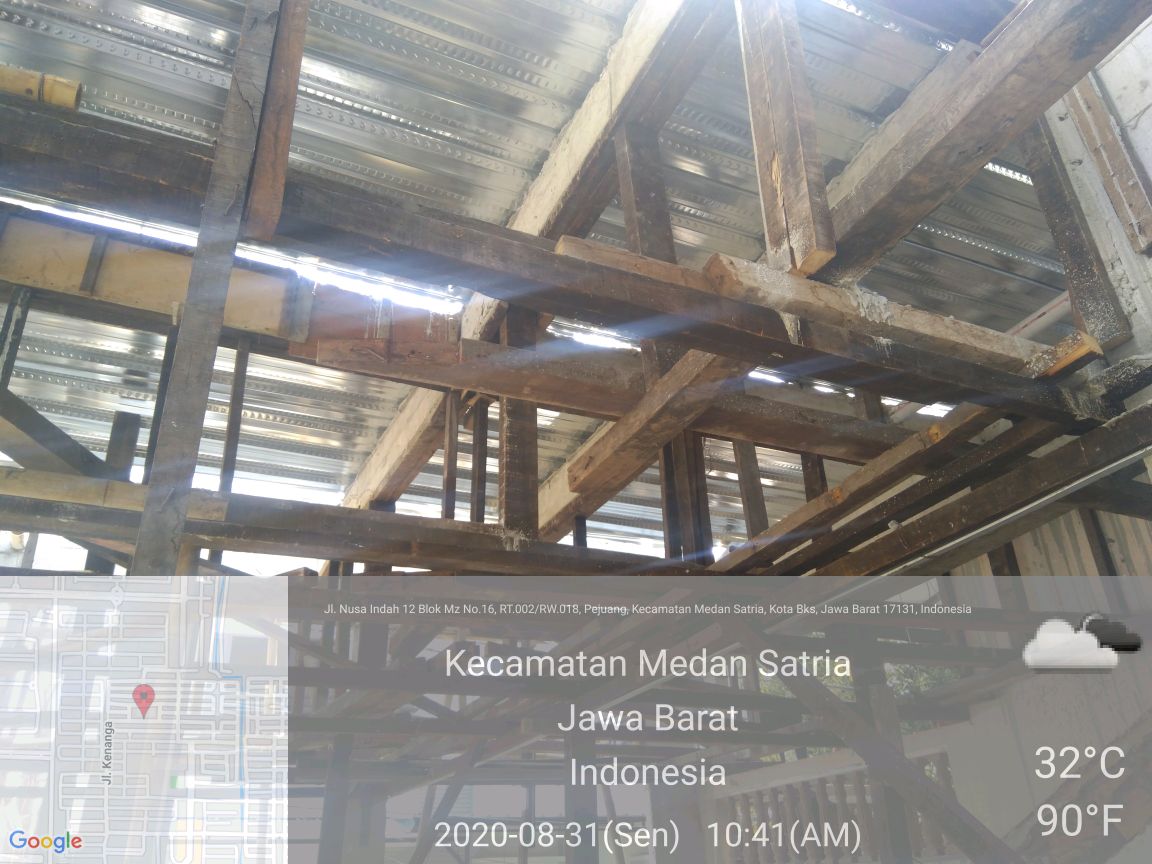 Jl. Nusa Indah 12 Blok Mz No.16, RT.002/RW.018, Pejuang, Kecamatan Medan Satria, Kota Bks, Jawa Barat 17131, Indonesia
Kecamatan Medan Satria
Jawa Barat
Indonesia
2020-08-31(Sen) 10:41(AM)
32°C
90°F
Jl. Kenanga
Google